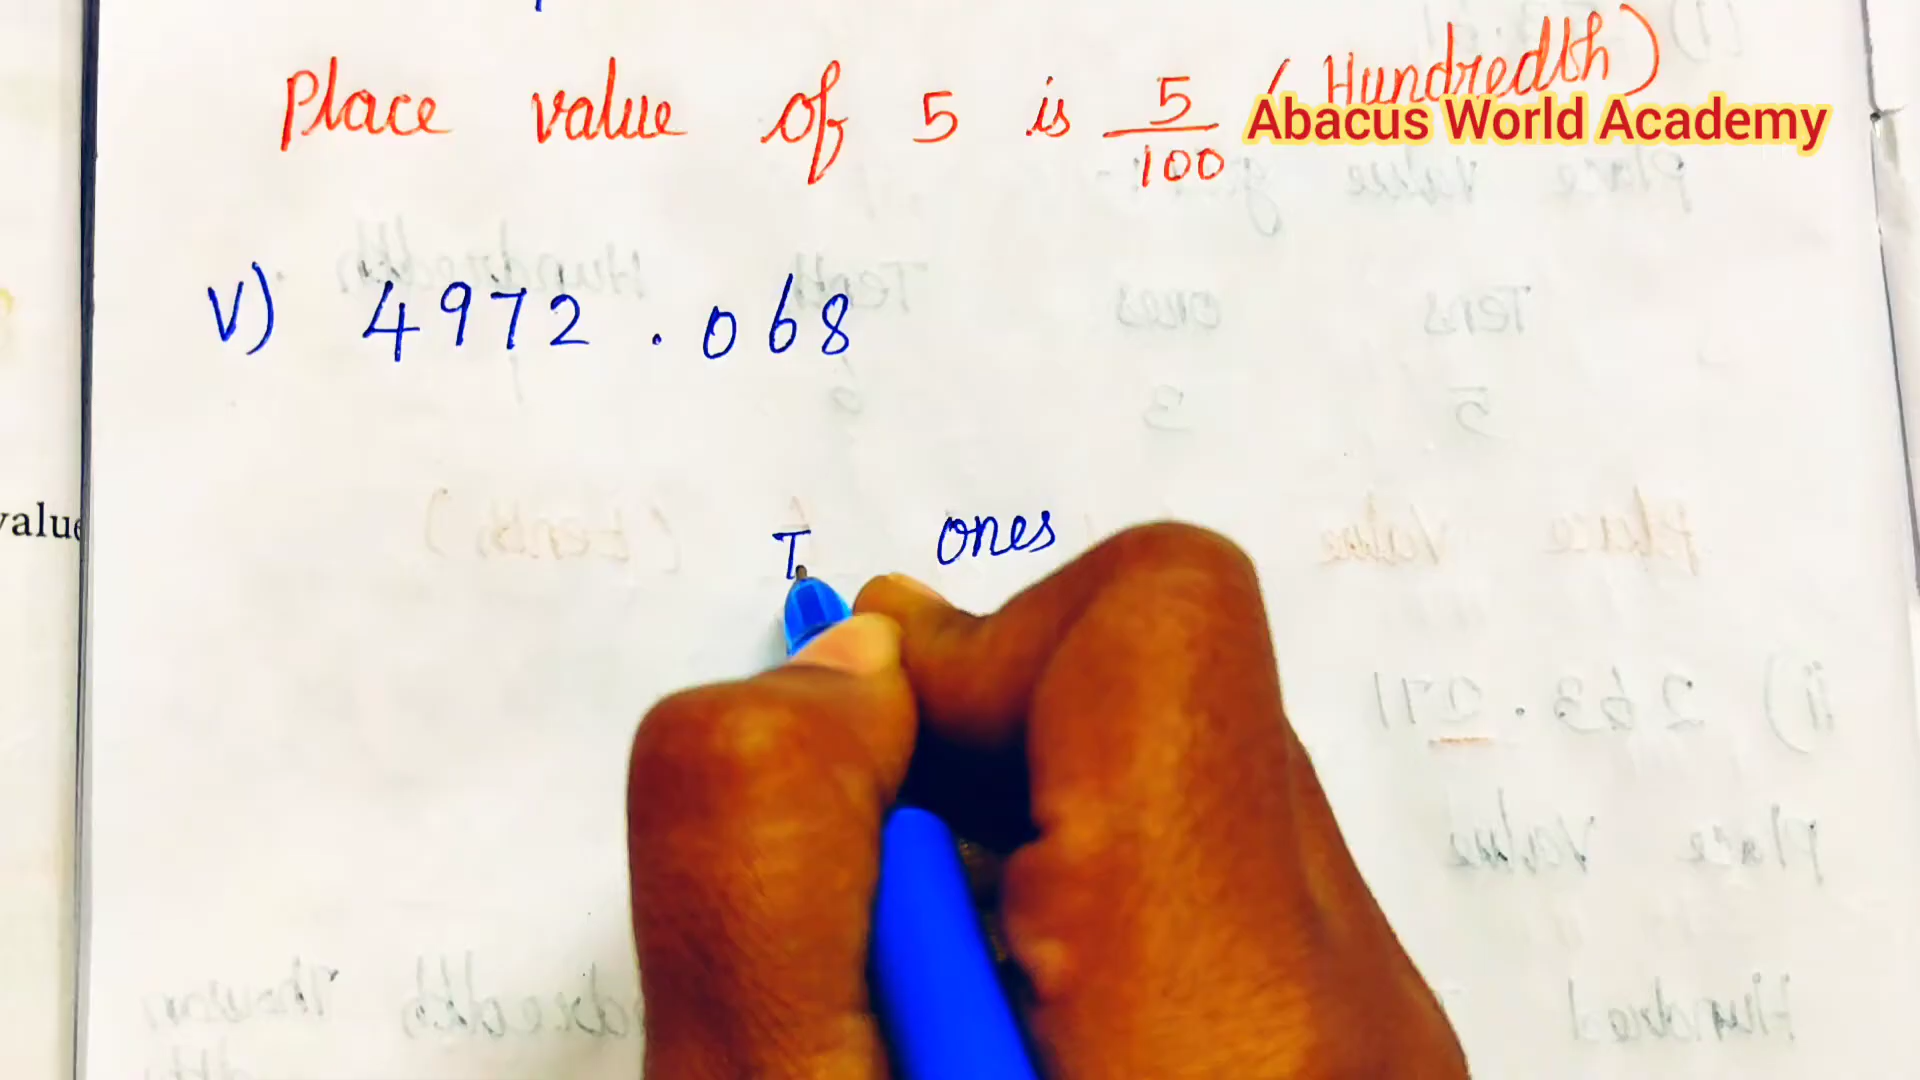 Place value of 5 is 5/100 (Hundredth)
Abacus World Academy
V) 4972.068
value
T ones